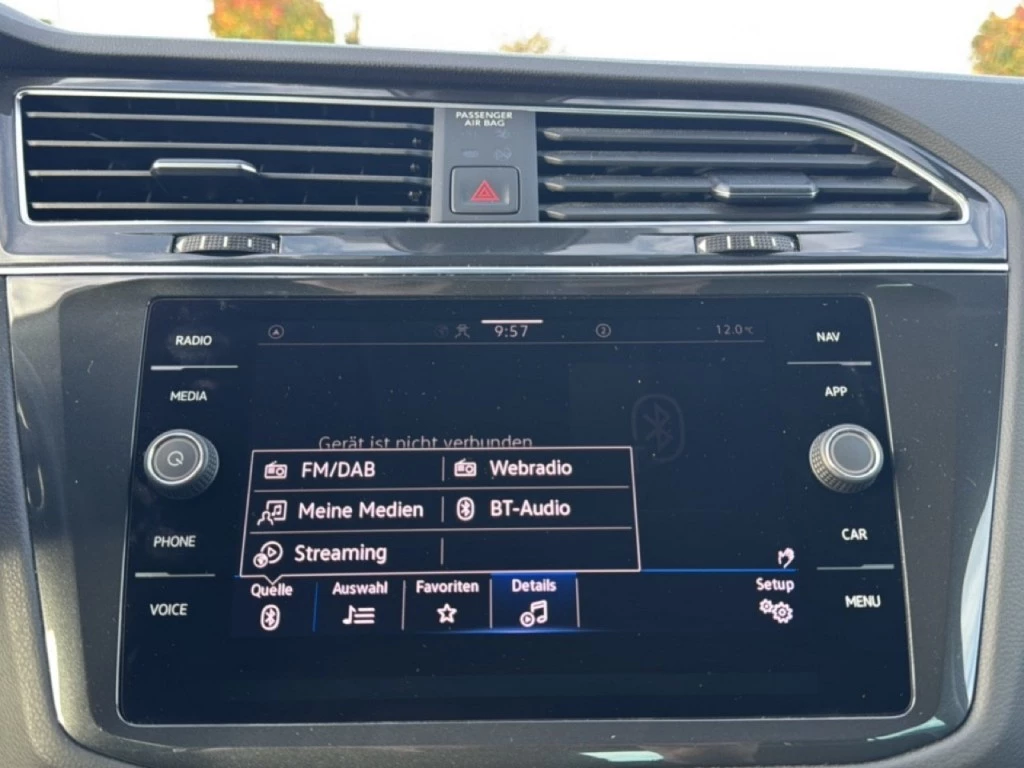 PASSENGER
AIR BAG
RADIO
9:57
2
12.0°C
NAV
MEDIA
APP
Gerät ist nicht verbunden
FM/DAB
Webradio
Meine Medien
BT-Audio
Streaming
PHONE
CAR
Quelle
Auswahl
Favoriten
Details
Setup
VOICE
MENU